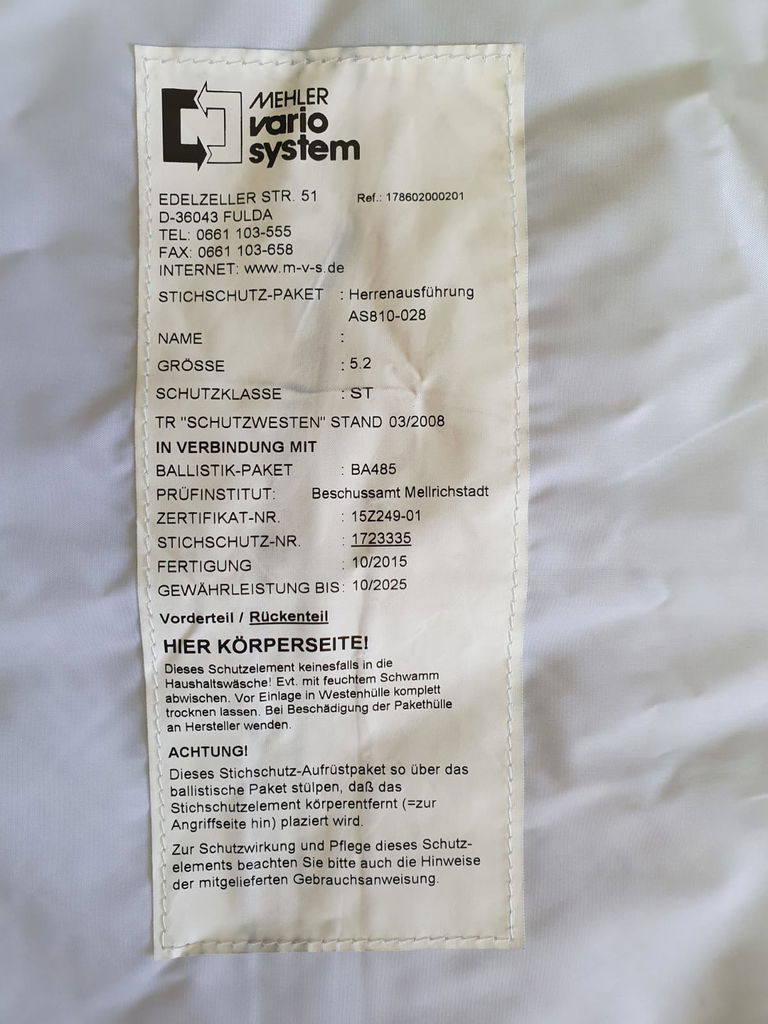 MEHLER
vario
system
EDELZELLER STR. 51 Ref.: 178602000201
D-36043 FULDA
TEL: 0661 103-555
FAX: 0661 103-658
INTERNET: www.m-v-s.de
STICHSCHUTZ-PAKET : Herrenausführung
AS810-028
NAME :
GRÖSSE : 5.2
SCHUTZKLASSE : ST
TR "SCHUTZWESTEN" STAND 03/2008
IN VERBINDUNG MIT
BALLISTIK-PAKET : BA485
PRÜFINSTITUT: Beschussamt Mellrichstadt
ZERTIFIKAT-NR. : 15Z249-01
STICHSCHUTZ-NR. : 1723335
FERTIGUNG : 10/2015
GEWÄHRLEISTUNG BIS: 10/2025
Vorderteil / Rückenteil
HIER KÖRPERSEITE!
Dieses Schutzelement keinesfalls in die
Haushaltswäsche! Evt. mit feuchtem Schwamm
abwischen. Vor Einlage in Westenhülle komplett
trocknen lassen. Bei Beschädigung der Pakethülle
an Hersteller wenden.
ACHTUNG!
Dieses Stichschutz-Aufrüstpaket so über das
ballistische Paket stülpen, daß das
Stichschutzelement körperentfernt (=zur
Angriffseite hin) plaziert wird.
Zur Schutzwirkung und Pflege dieses Schutz-
elements beachten Sie bitte auch die Hinweise
der mitgelieferten Gebrauchsanweisung.